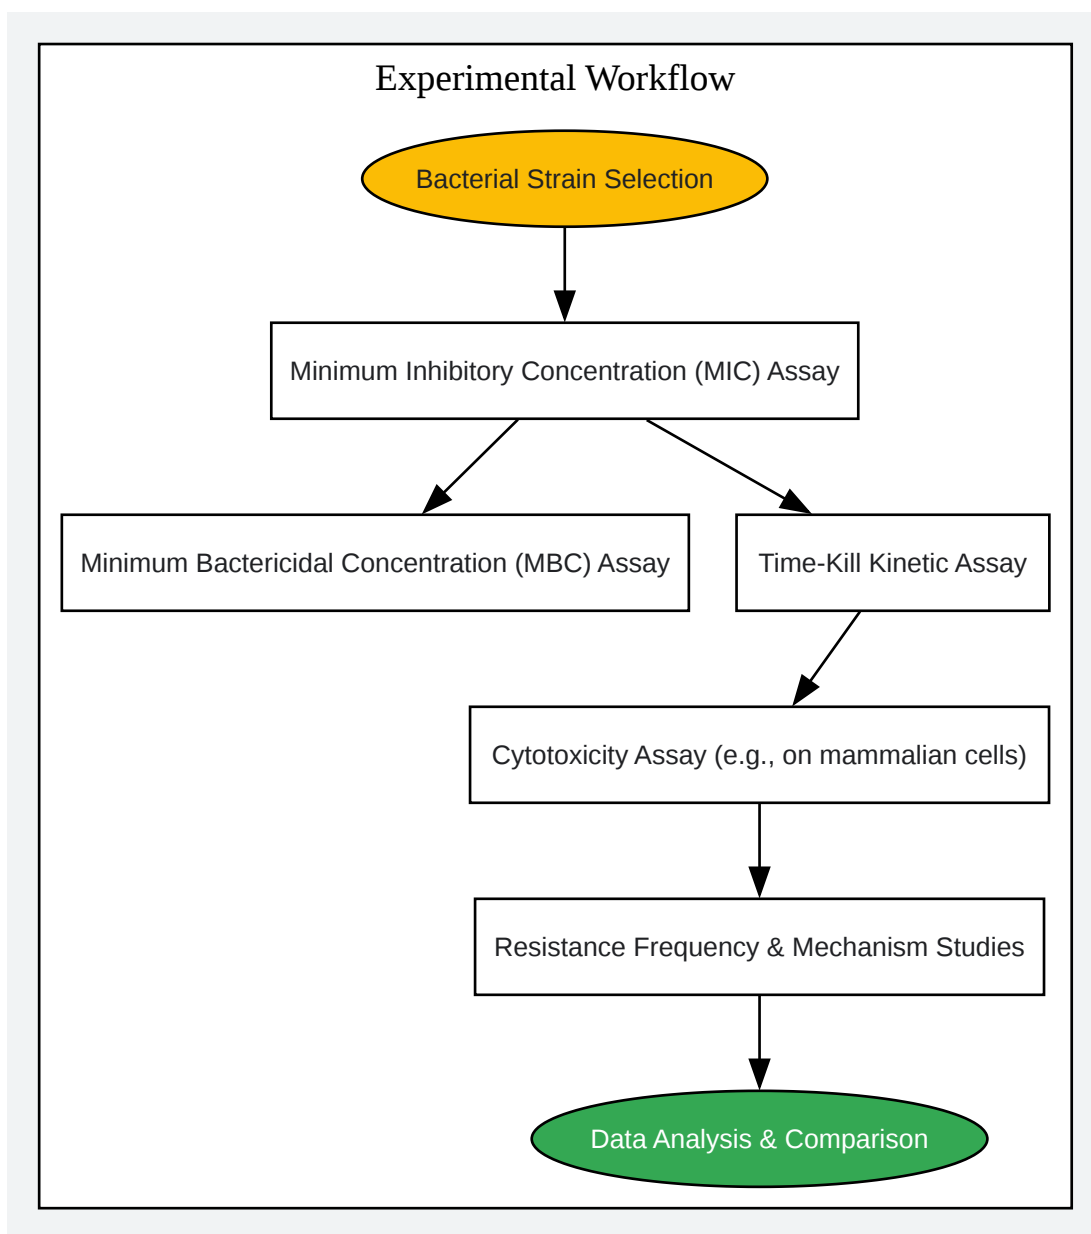 Experimental Workflow
Bacterial Strain Selection
Minimum Inhibitory Concentration (MIC) Assay
Minimum Bactericidal Concentration (MBC) Assay
Time-Kill Kinetic Assay
Cytotoxicity Assay (e.g., on mammalian cells)
Resistance Frequency & Mechanism Studies
Data Analysis & Comparison